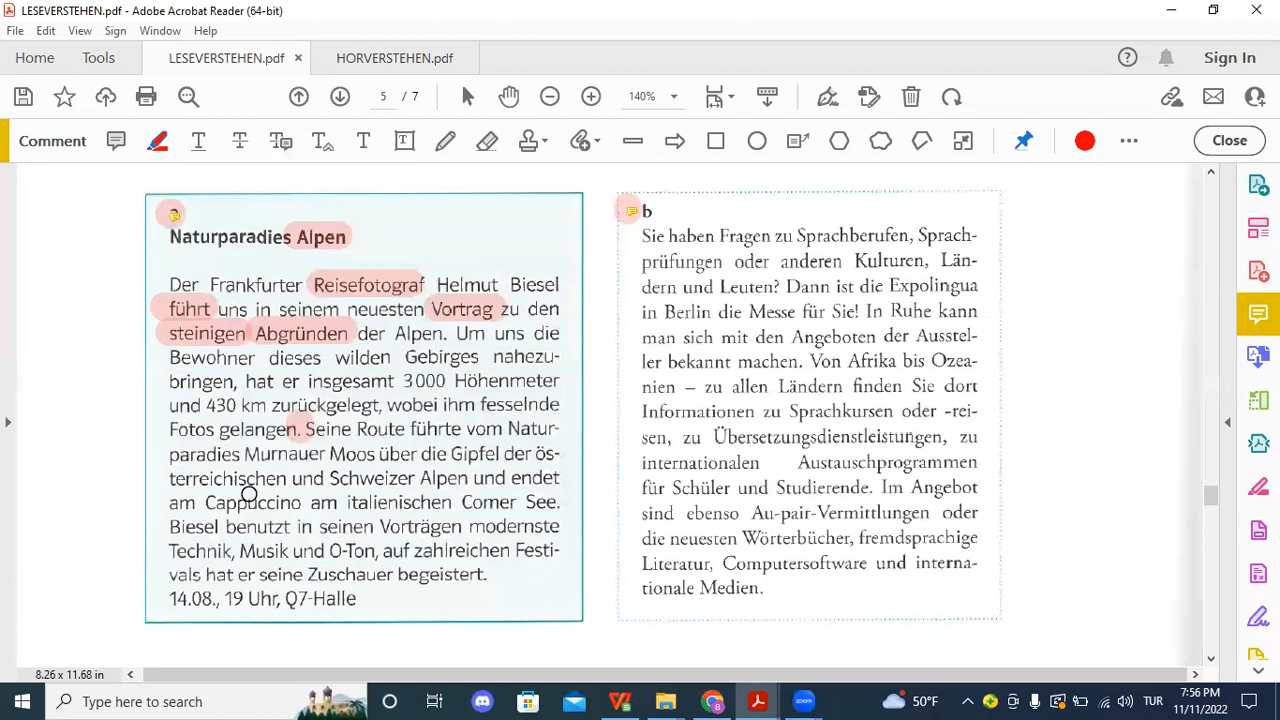 LESEVERSTEHEN.pdf - Adobe Acrobat Reader (64-bit)
File Edit View Sign Window Help
Home Tools LESEVERSTEHEN.pdf × HORVERSTEHEN.pdf Sign In
5 / 7 140%
Comment Close
a
Naturparadies Alpen
Der Frankfurter Reisefotograf Helmut Biesel
führt uns in seinem neuesten Vortrag zu den
steinigen Abgründen der Alpen. Um uns die
Bewohner dieses wilden Gebirges nahezu-
bringen, hat er insgesamt 3000 Höhenmeter
und 430 km zurückgelegt, wobei ihm fesselnde
Fotos gelangen. Seine Route führte vom Natur-
paradies Murnauer Moos über die Gipfel der ös-
terreichischen und Schweizer Alpen und endet
am Cappuccino am italienischen Comer See.
Biesel benutzt in seinen Vorträgen modernste
Technik, Musik und O-Ton, auf zahlreichen Festi-
vals hat er seine Zuschauer begeistert.
14.08., 19 Uhr, Q7-Halle
b
Sie haben Fragen zu Sprachberufen, Sprach-
prüfungen oder anderen Kulturen, Län-
dern und Leuten? Dann ist die Expolingua
in Berlin die Messe für Sie! In Ruhe kann
man sich mit den Angeboten der Ausstel-
ler bekannt machen. Von Afrika bis Ozea-
nien – zu allen Ländern finden Sie dort
Informationen zu Sprachkursen oder -rei-
sen, zu Übersetzungsdienstleistungen, zu
internationalen Austauschprogrammen
für Schüler und Studierende. Im Angebot
sind ebenso Au-pair-Vermittlungen oder
die neuesten Wörterbücher, fremdsprachige
Literatur, Computersoftware und interna-
tionale Medien.
8.26 x 11.68 in
Type here to search
50°F TUR 7:56 PM
11/11/2022